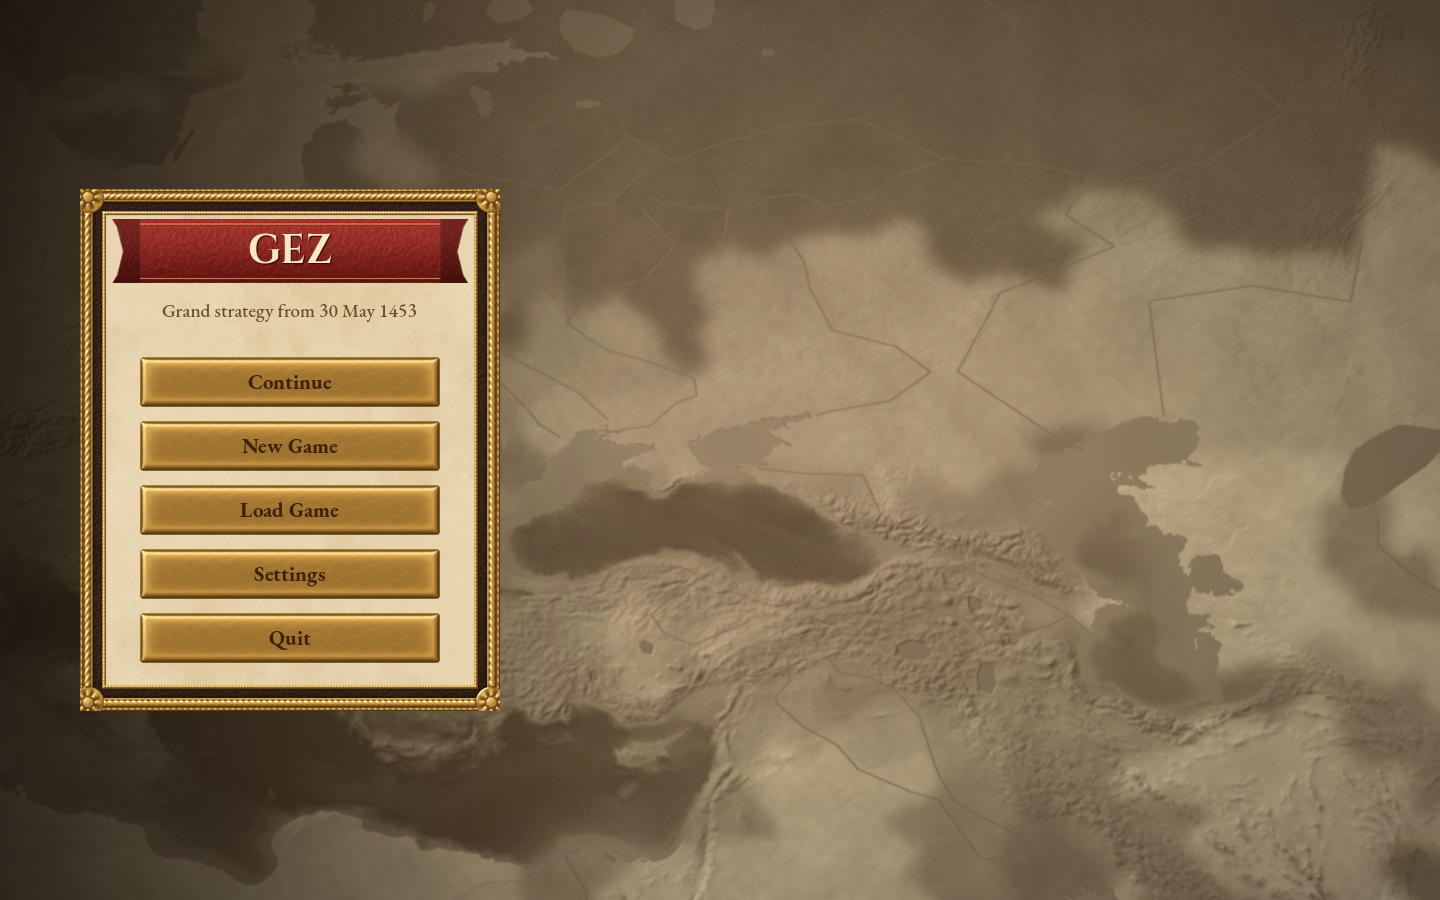 GEZ
Grand strategy from 30 May 1453
Continue
New Game
Load Game
Settings
Quit